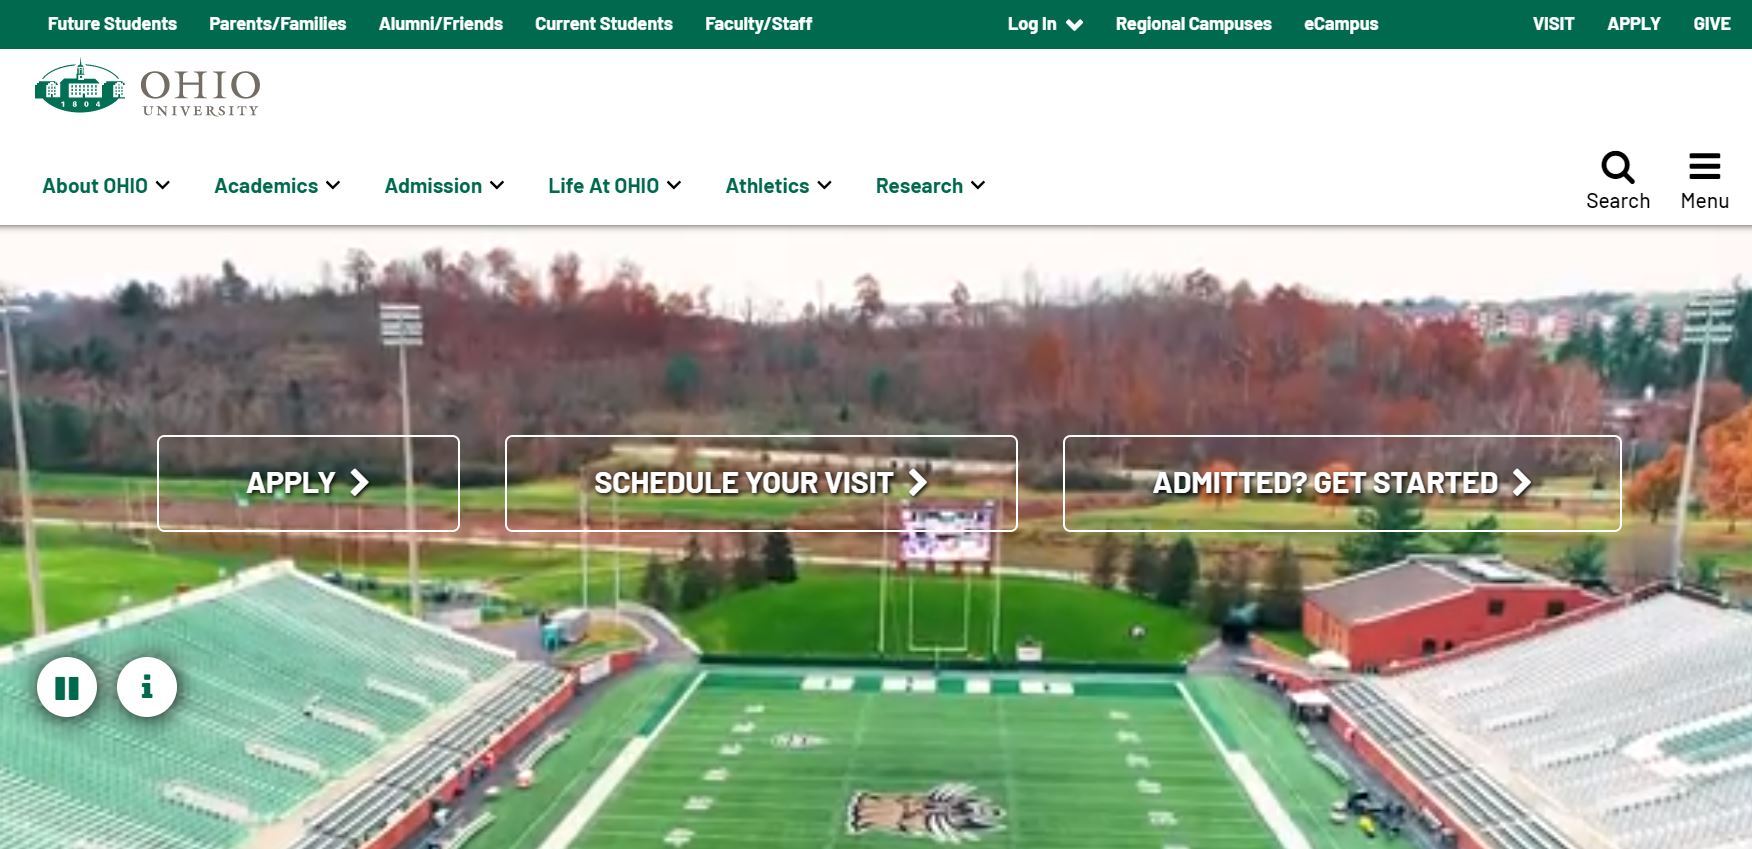 Future Students Parents/Families Alumni/Friends Current Students Faculty/Staff Log In Regional Campuses eCampus VISIT APPLY GIVE
1804
OHIO
UNIVERSITY
About OHIO Academics Admission Life At OHIO Athletics Research
Search Menu
APPLY SCHEDULE YOUR VISIT ADMITTED? GET STARTED
i